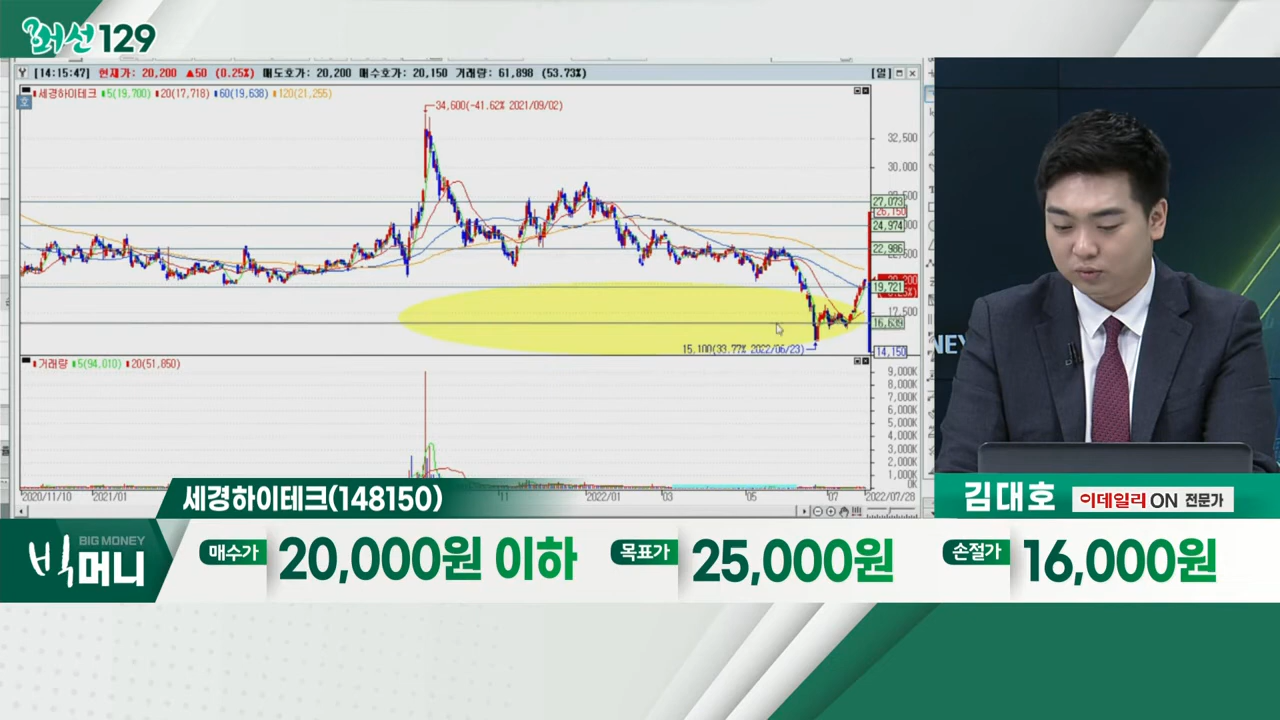 최선129
[14:15:47] 현재가: 20,200 ▲50 (0.25%) 매도호가: 20,200 매수호가: 20,150 거래량: 61,898 (53.73%)
[일]
세경하이테크 5(19,700) 20(17,718) 60(19,638) 120(21,255)
34,600(-41.62% 2021/09/02)
32,500
30,000
27,073
26,150
24,974
22,986
19,721
17,500
16,639
15,100(33.77% 2022/06/23)
14,150
거래량 5(94,010) 20(51,850)
9,000K
8,000K
7,000K
6,000K
5,000K
4,000K
3,000K
2,000K
1,000K
0K
2020/11/10 2021/01 11 2022/01 03 05 07 2022/07/28
NEY
세경하이테크(148150)
김대호 이데일리ON 전문가
BIG MONEY
빅머니
매수가 20,000원 이하 목표가 25,000원 손절가 16,000원